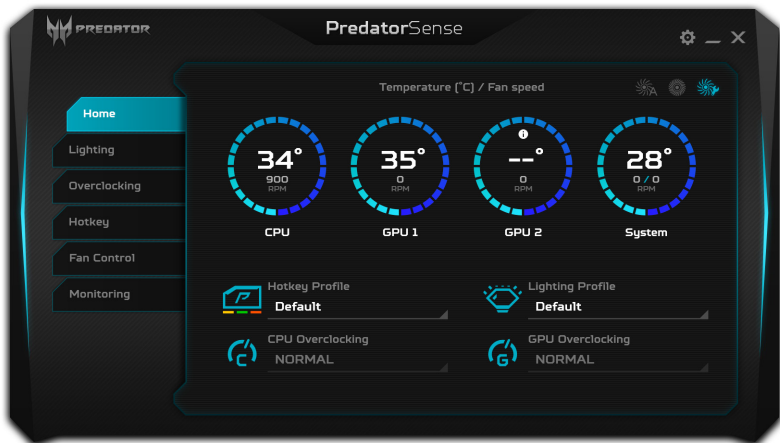 PREDATOR
PredatorSense
Temperature (°C) / Fan speed
Home
Lighting
Overclocking
Hotkey
Fan Control
Monitoring
34°
900
RPM
CPU
35°
0
RPM
GPU 1
--°
0
RPM
GPU 2
28°
0 / 0
RPM
System
Hotkey Profile
Default
Lighting Profile
Default
CPU Overclocking
NORMAL
GPU Overclocking
NORMAL